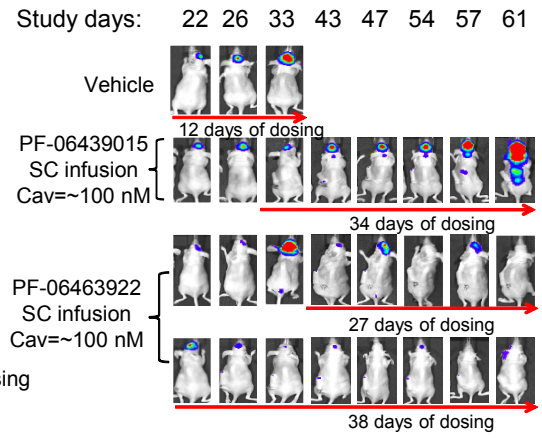 Study days: 22 26 33 43 47 54 57 61
Vehicle
12 days of dosing
PF-06439015
SC infusion
Cav=~100 nM
34 days of dosing
PF-06463922
SC infusion
Cav=~100 nM
27 days of dosing
sing
38 days of dosing